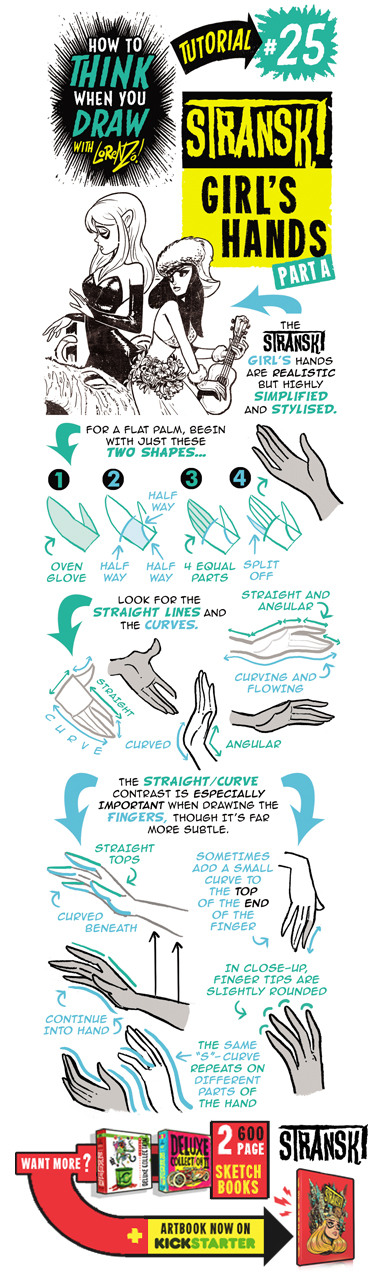 HOW TO
THINK
WHEN YOU
DRAW
WITH LORENZO!
TUTORIAL
#25
STRANSKI
GIRL'S
HANDS
PART A
THE
STRANSKI
GIRL'S HANDS
ARE REALISTIC
BUT HIGHLY
SIMPLIFIED
AND STYLISED.
FOR A FLAT PALM, BEGIN
WITH JUST THESE
TWO SHAPES...
1
2
3
4
HALF
WAY
OVEN
GLOVE
HALF
WAY
HALF
WAY
4 EQUAL
PARTS
SPLIT
OFF
LOOK FOR THE
STRAIGHT LINES AND
THE CURVES.
STRAIGHT AND
ANGULAR
STRAIGHT
CURVE
CURVING AND
FLOWING
CURVED
ANGULAR
THE STRAIGHT/CURVE
CONTRAST IS ESPECIALLY
IMPORTANT WHEN DRAWING THE
FINGERS, THOUGH IT'S FAR
MORE SUBTLE.
STRAIGHT
TOPS
CURVED
BENEATH
SOMETIMES
ADD A SMALL
CURVE TO
THE TOP
OF THE END
OF THE
FINGER
CONTINUE
INTO HAND
IN CLOSE-UP,
FINGER TIPS ARE
SLIGHTLY ROUNDED
THE SAME
"S"-CURVE
REPEATS ON
DIFFERENT
PARTS OF
THE HAND
WANT MORE?
DELUXE COLLECTION
DELUXE
COLLECTION
2 600
PAGE
SKETCH
BOOKS
STRANSKI
+
ARTBOOK NOW ON
KICKSTARTER